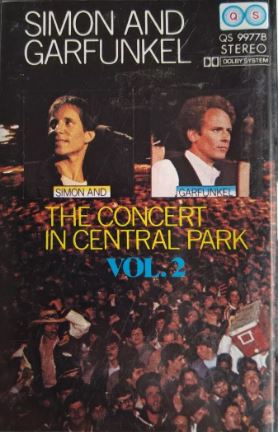 SIMON AND
GARFUNKEL
QS
QS 9977B
STEREO
DOLBY SYSTEM
SIMON AND
GARFUNKEL
THE CONCERT
IN CENTRAL PARK
VOL. 2